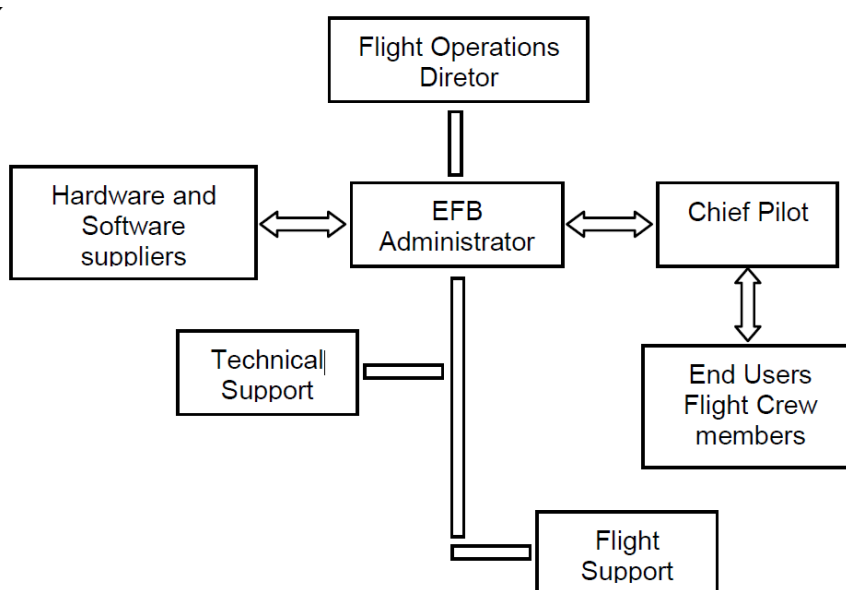 Flight Operations
Diretor
Hardware and
Software
suppliers
EFB
Administrator
Chief Pilot
Technical
Support
End Users
Flight Crew
members
Flight
Support